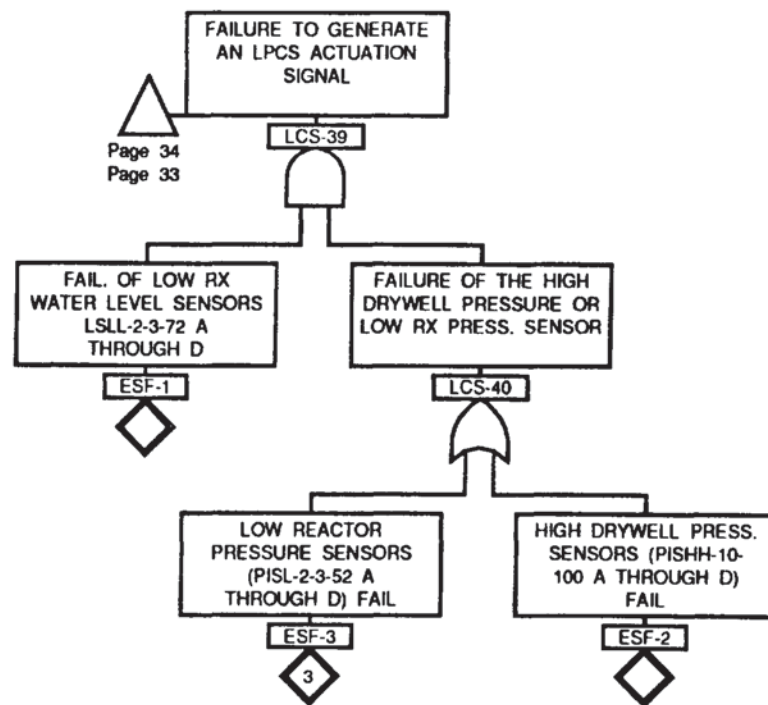 FAILURE TO GENERATE
AN LPCS ACTUATION
SIGNAL
LCS-39
Page 34
Page 33
FAIL. OF LOW RX
WATER LEVEL SENSORS
LSLL-2-3-72 A
THROUGH D
ESF-1
FAILURE OF THE HIGH
DRYWELL PRESSURE OR
LOW RX PRESS. SENSOR
LCS-40
LOW REACTOR
PRESSURE SENSORS
(PISL-2-3-52 A
THROUGH D) FAIL
ESF-3
3
HIGH DRYWELL PRESS.
SENSORS (PISHH-10-
100 A THROUGH D)
FAIL
ESF-2